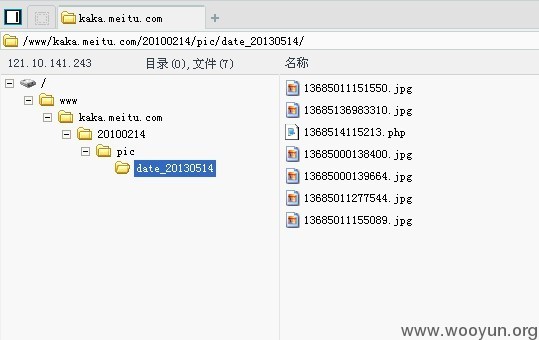 kaka.meitu.com
/www/kaka.meitu.com/20100214/pic/date_20130514/
121.10.141.243
目录(0),文件(7)
名称
/
www
kaka.meitu.com
20100214
pic
date_20130514
13685011151550.jpg
13685136983310.jpg
1368514115213.php
13685000138400.jpg
13685000139664.jpg
13685011277544.jpg
13685011155089.jpg
www.wooyun.org